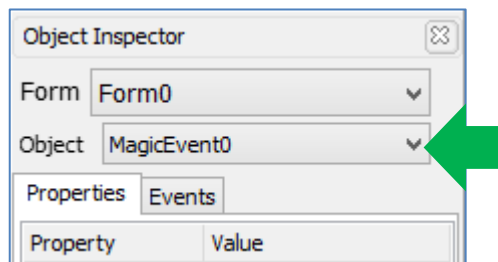 Object Inspector
Form Form0
Object MagicEvent0
Properties Events
Property Value